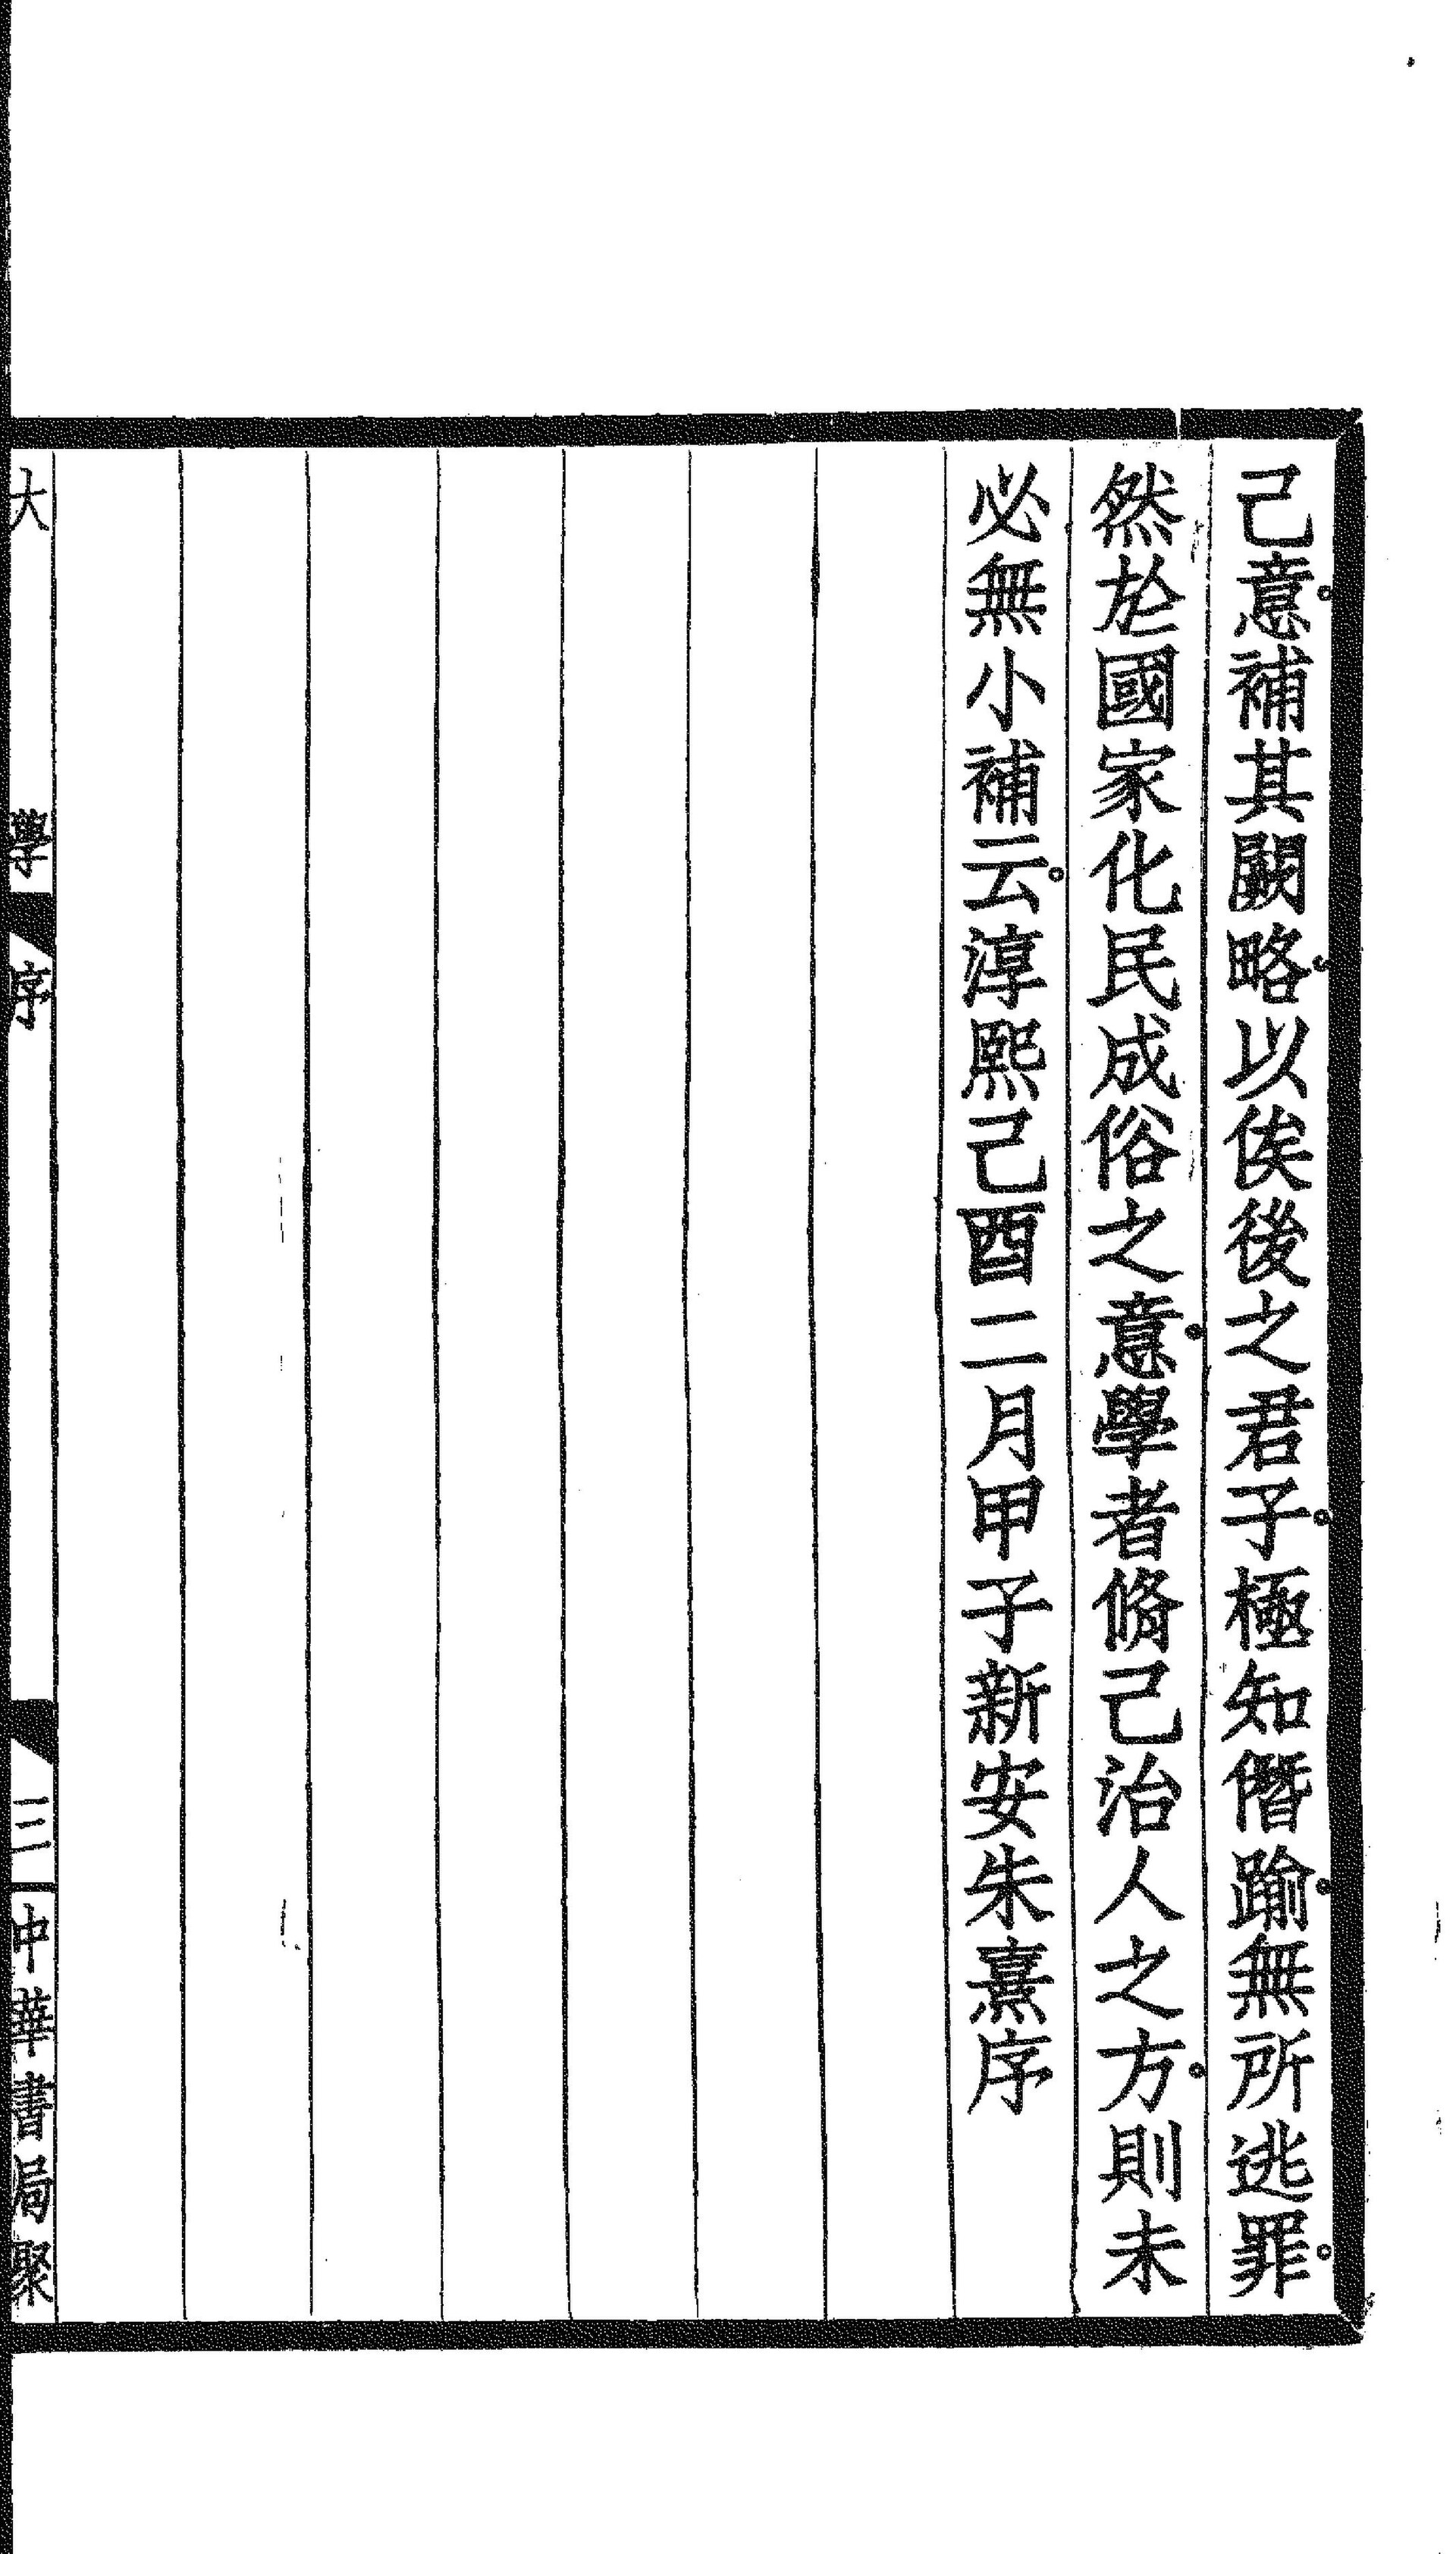 己意。補其闕略。以俟後之君子。極知僭踰。無所逃罪。
然於國家化民成俗之意。學者脩己治人之方。則未
必無小補云。淳熙己酉二月甲子新安朱熹序
大學 序 三 中華書局聚